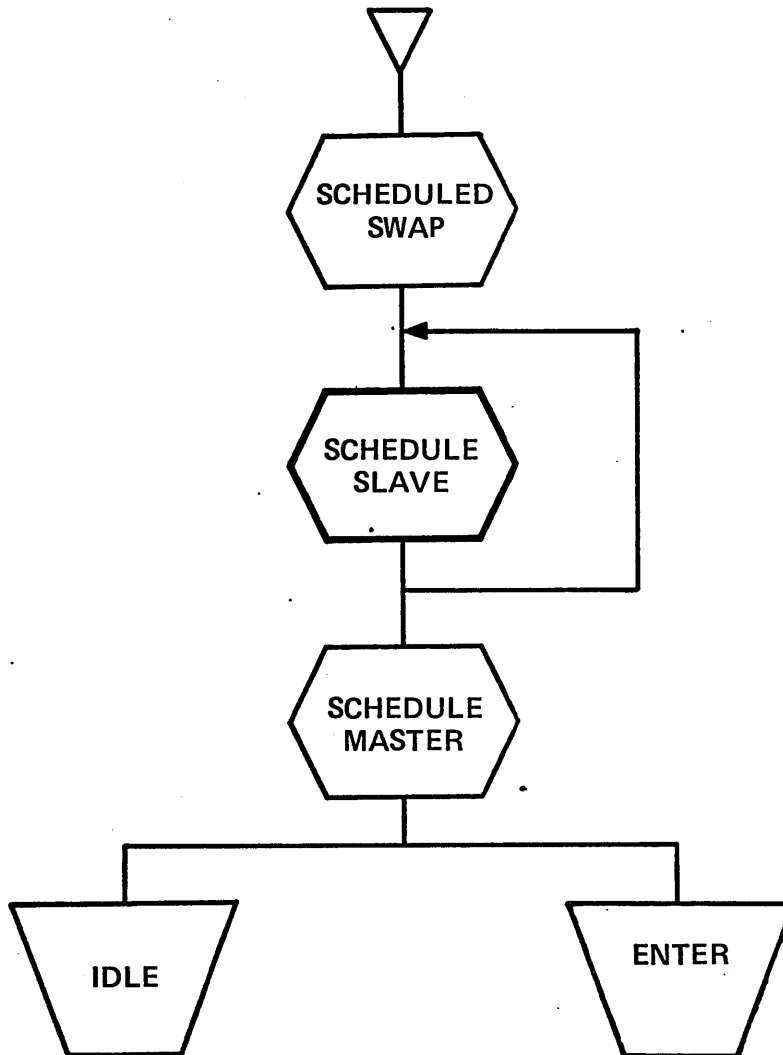 SCHEDULED
SWAP
SCHEDULE
SLAVE
SCHEDULE
MASTER
IDLE
ENTER